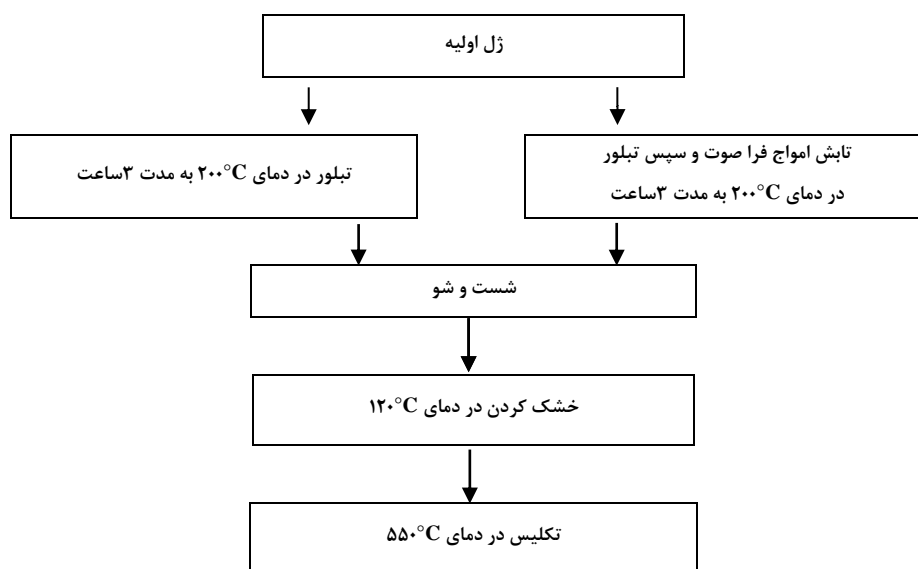 ژل اولیه
تابش امواج فرا صوت و سپس تبلور
در دمای ۲۰۰°C به مدت ۳ساعت
تبلور در دمای ۲۰۰°C به مدت ۳ساعت
شست و شو
خشک کردن در دمای ۱۲۰°C
تکلیس در دمای ۵۵۰°C